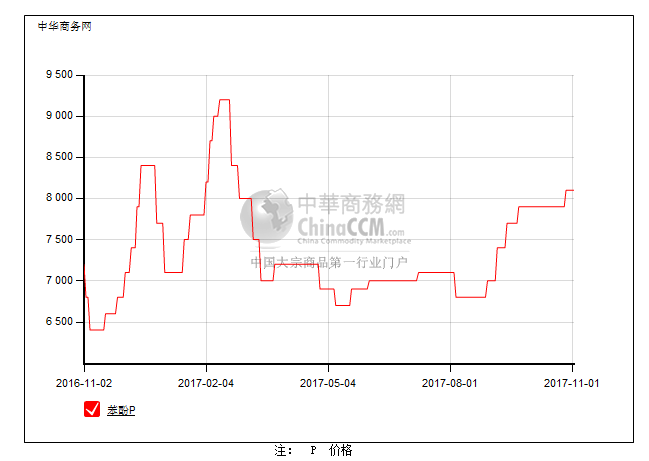 中华商务网
9 500
9 000
8 500
8 000
7 500
7 000
6 500
中華商務網
ChinaCCM.com
China Commodity Marketplace
中国大宗商品第一行业门户
2016-11-02 2017-02-04 2017-05-04 2017-08-01 2017-11-01
苯酚P
注： P 价格